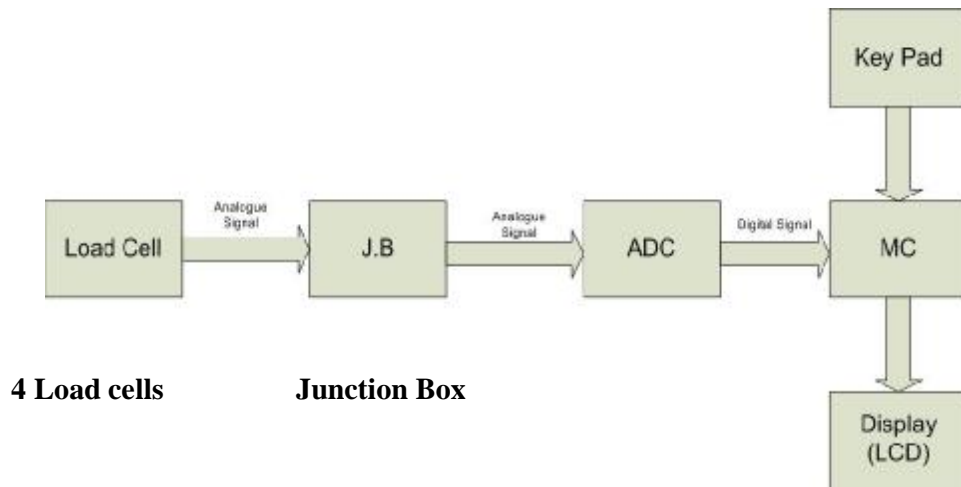 Key Pad
Analogue
Signal
Analogue
Signal
Digital Signal
Load Cell
J.B
ADC
MC
4 Load cells
Junction Box
Display
(LCD)